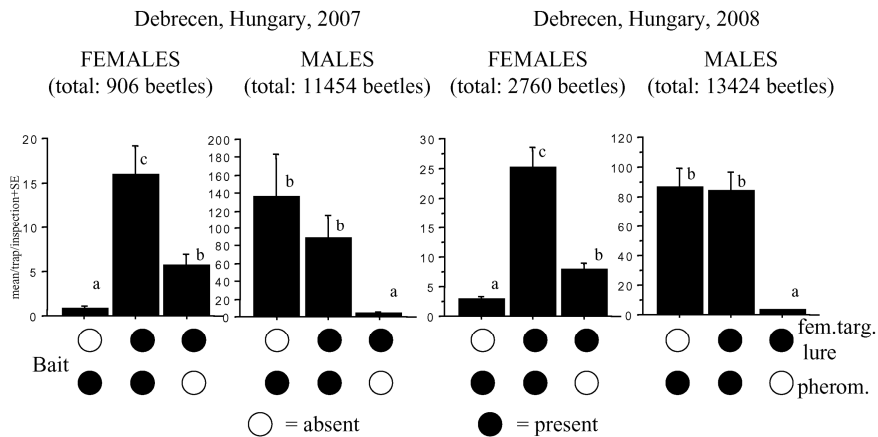 Debrecen, Hungary, 2007
Debrecen, Hungary, 2008
FEMALES
(total: 906 beetles)
MALES
(total: 11454 beetles)
FEMALES
(total: 2760 beetles)
MALES
(total: 13424 beetles)
mean/trap/inspection+SE
20
15
10
5
0
a
c
b
200
180
160
140
120
100
80
60
40
20
0
b
b
a
30
25
20
15
10
5
0
a
c
b
120
100
80
60
40
20
0
b
b
a
Bait
fem.targ.
lure
pherom.
= absent
= present